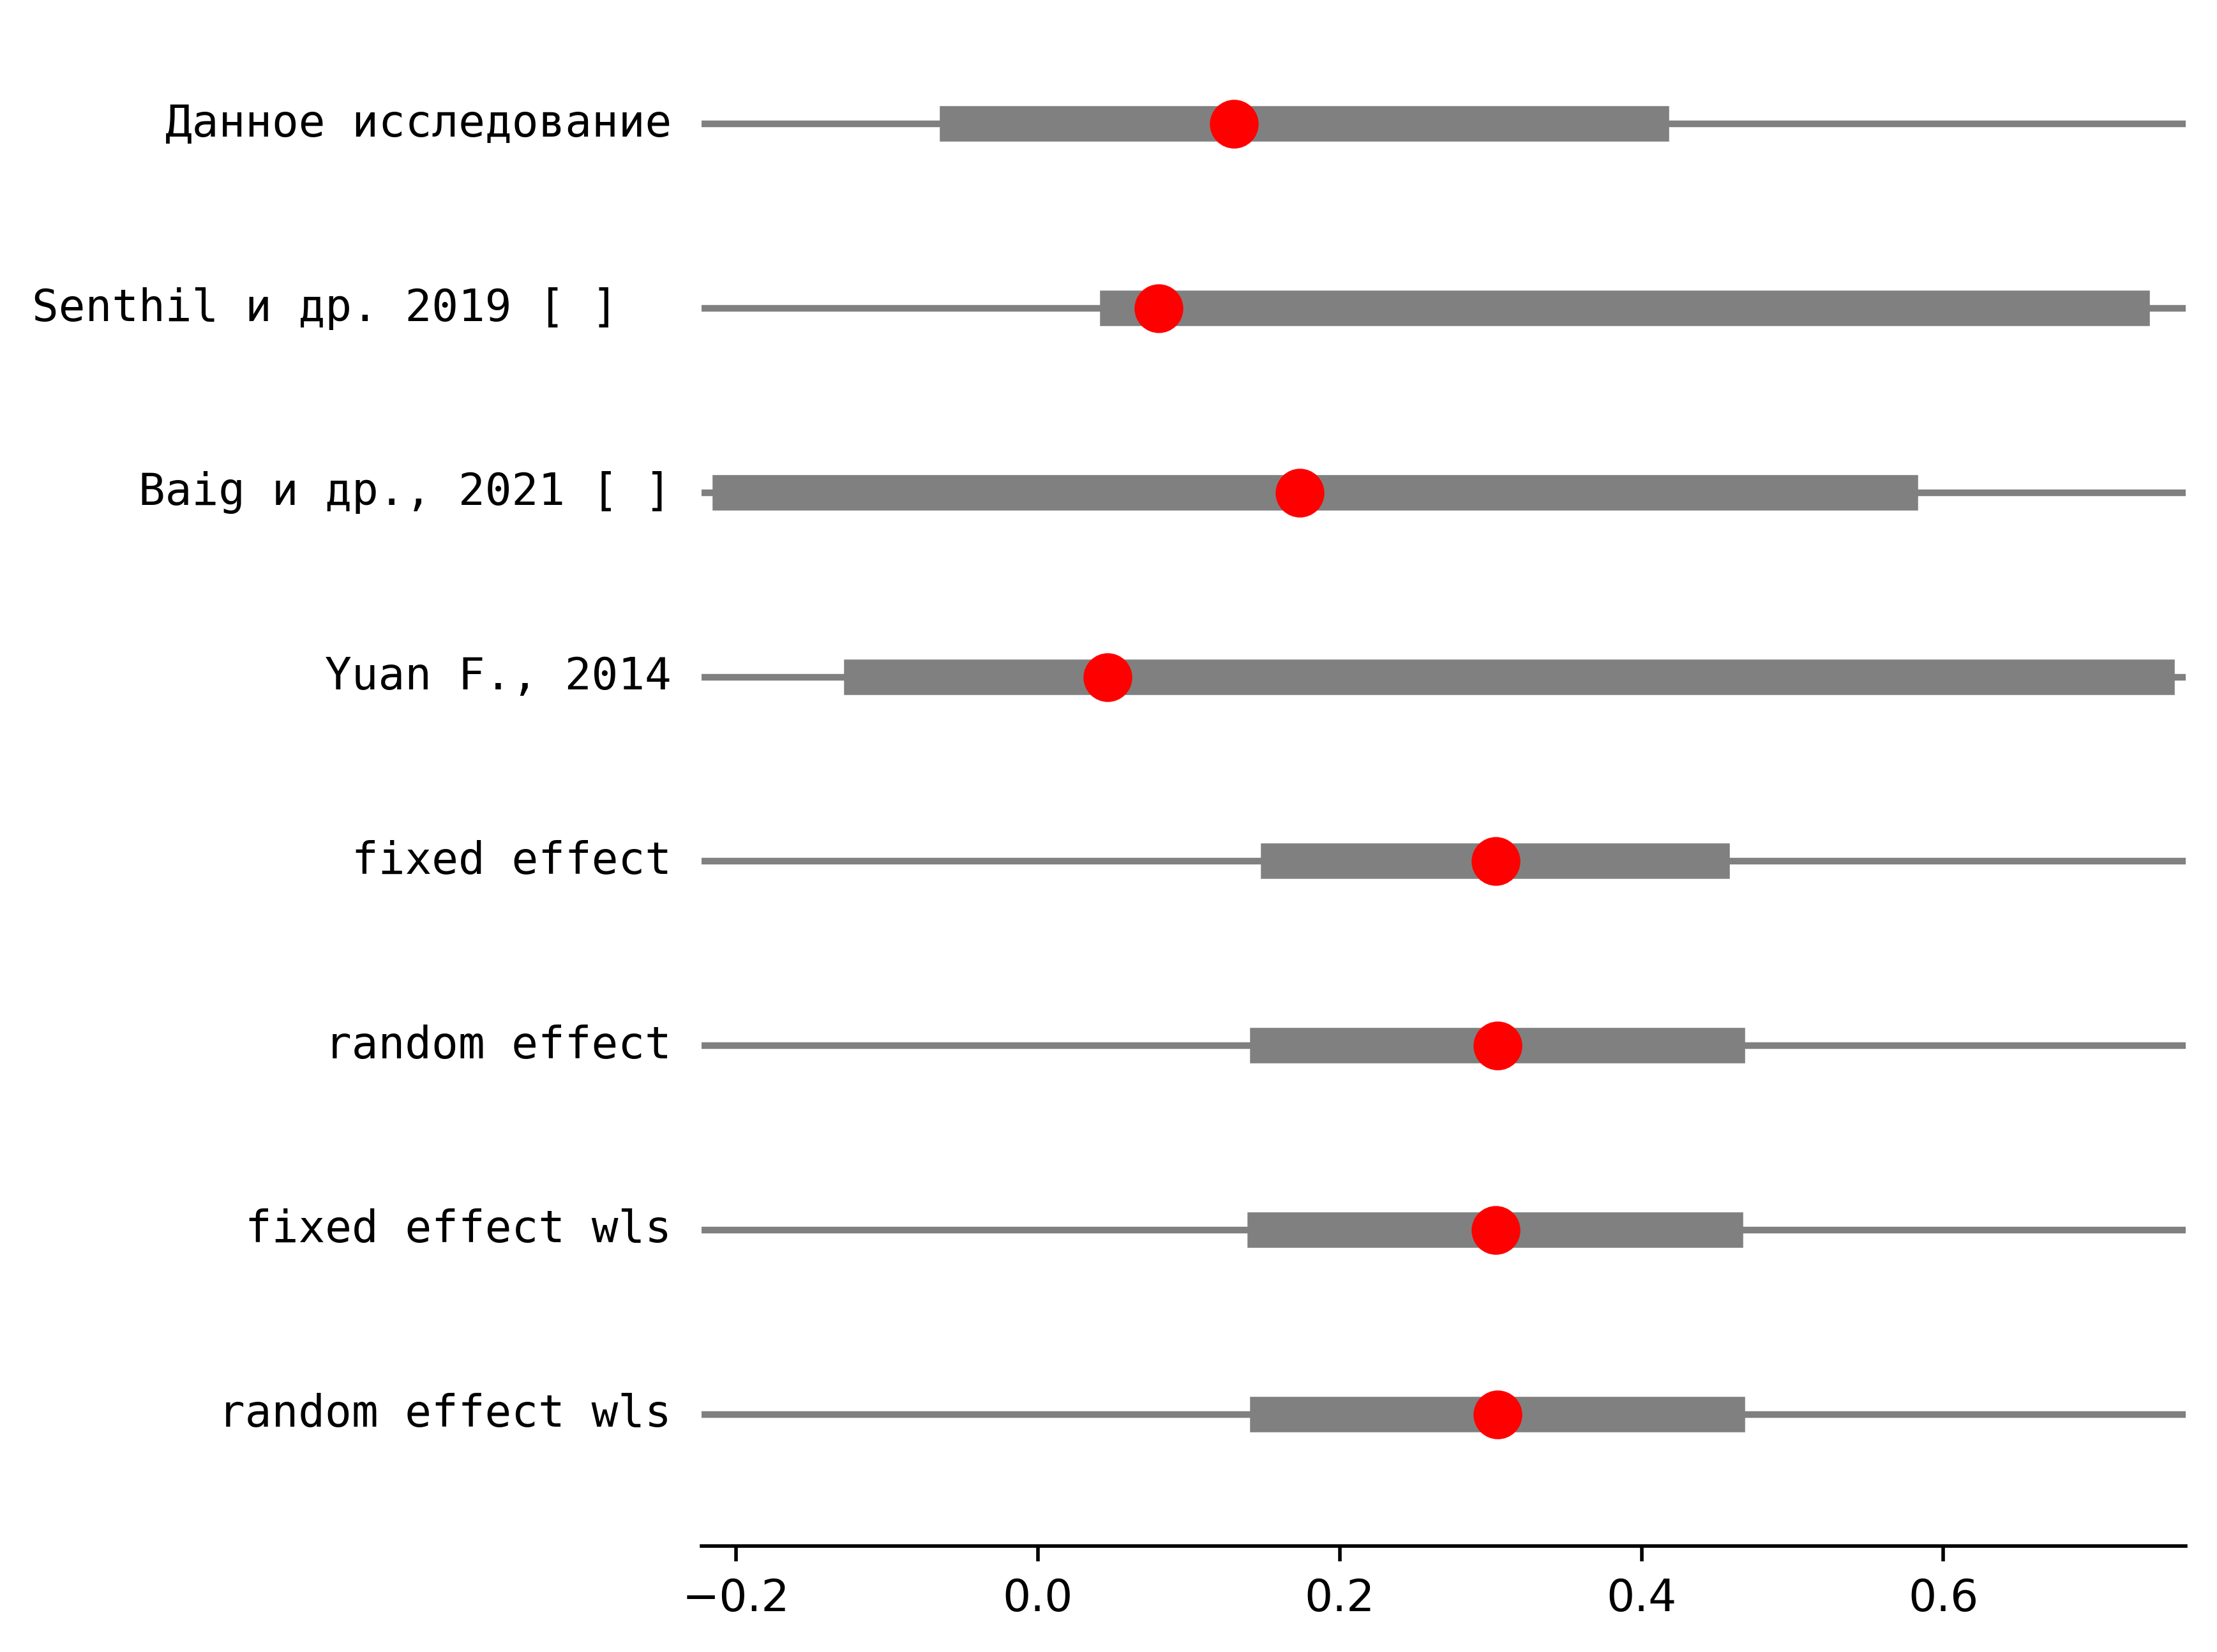 Данное исследование
Senthil и др. 2019 [ ]
Baig и др., 2021 [ ]
Yuan F., 2014
fixed effect
random effect
fixed effect wls
random effect wls
−0.2 0.0 0.2 0.4 0.6